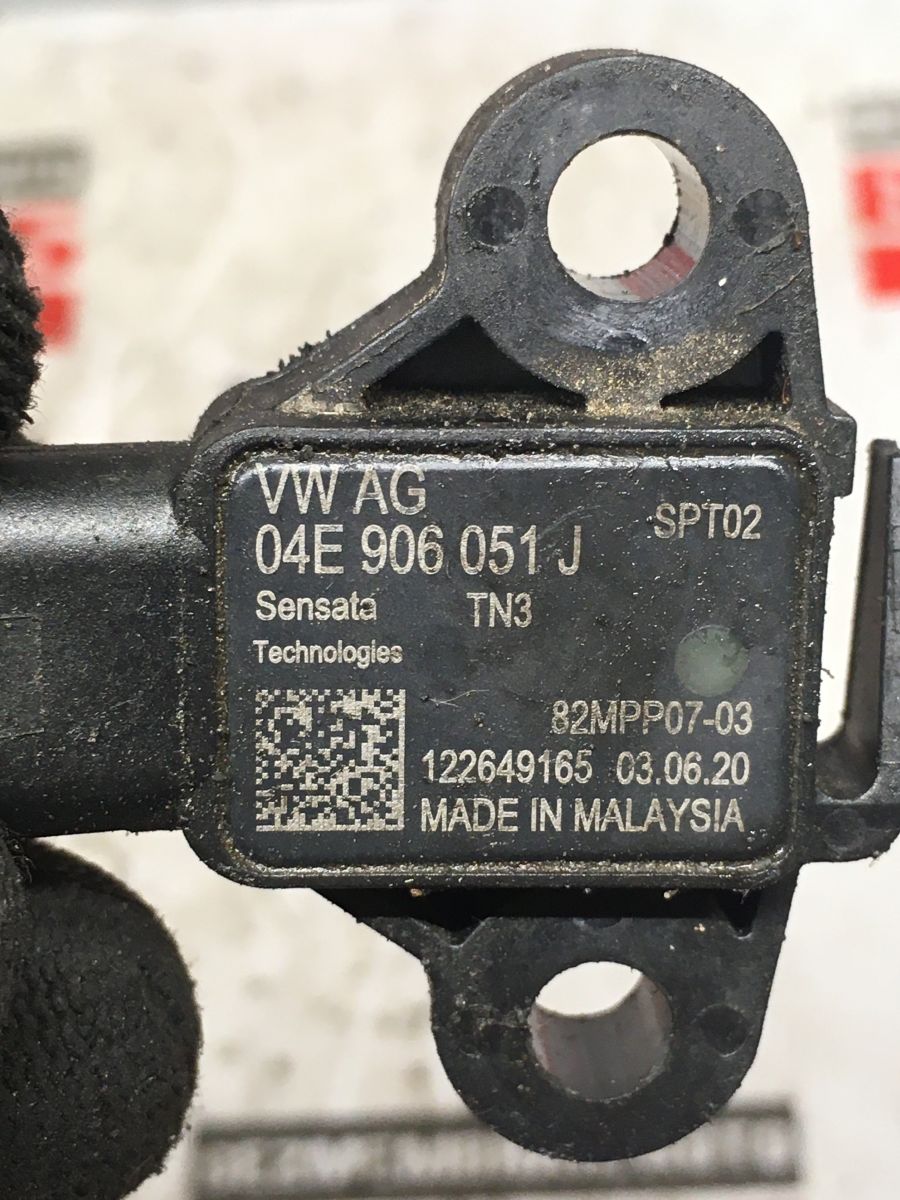 VW AG
04E 906 051 J
SPT02
Sensata TN3
Technologies
82MPP07-03
122649165 03.06.20
MADE IN MALAYSIA